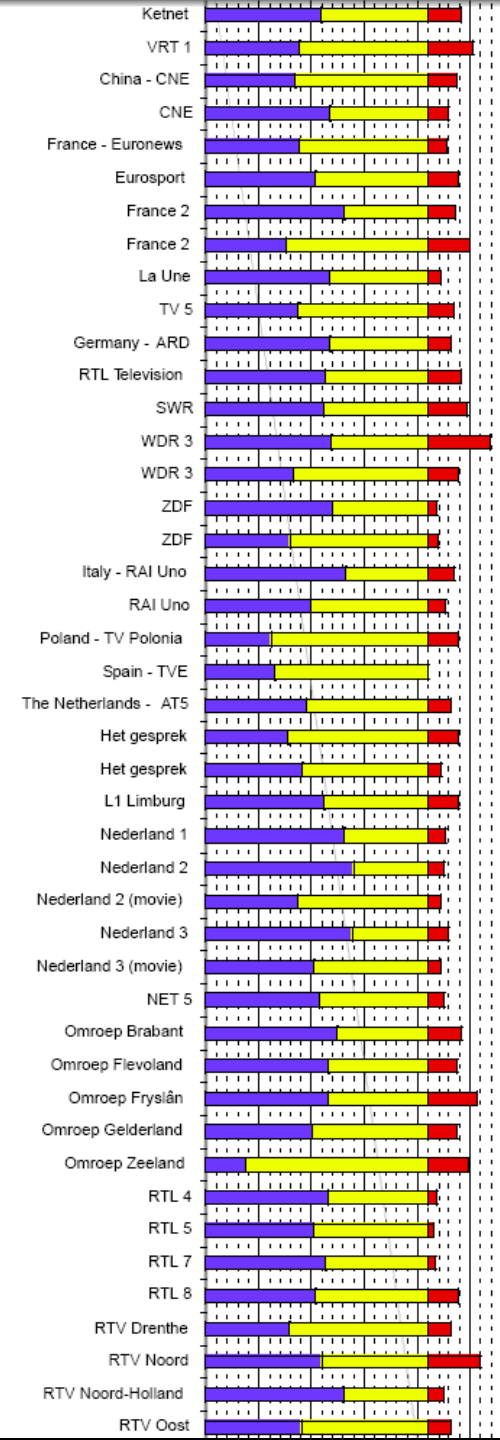 Ketnet
VRT 1
China - CNE
CNE
France - Euronews
Eurosport
France 2
France 2
La Une
TV 5
Germany - ARD
RTL Television
SWR
WDR 3
WDR 3
ZDF
ZDF
Italy - RAI Uno
RAI Uno
Poland - TV Polonia
Spain - TVE
The Netherlands - AT5
Het gesprek
Het gesprek
L1 Limburg
Nederland 1
Nederland 2
Nederland 2 (movie)
Nederland 3
Nederland 3 (movie)
NET 5
Omroep Brabant
Omroep Flevoland
Omroep Fryslân
Omroep Gelderland
Omroep Zeeland
RTL 4
RTL 5
RTL 7
RTL 8
RTV Drenthe
RTV Noord
RTV Noord-Holland
RTV Oost